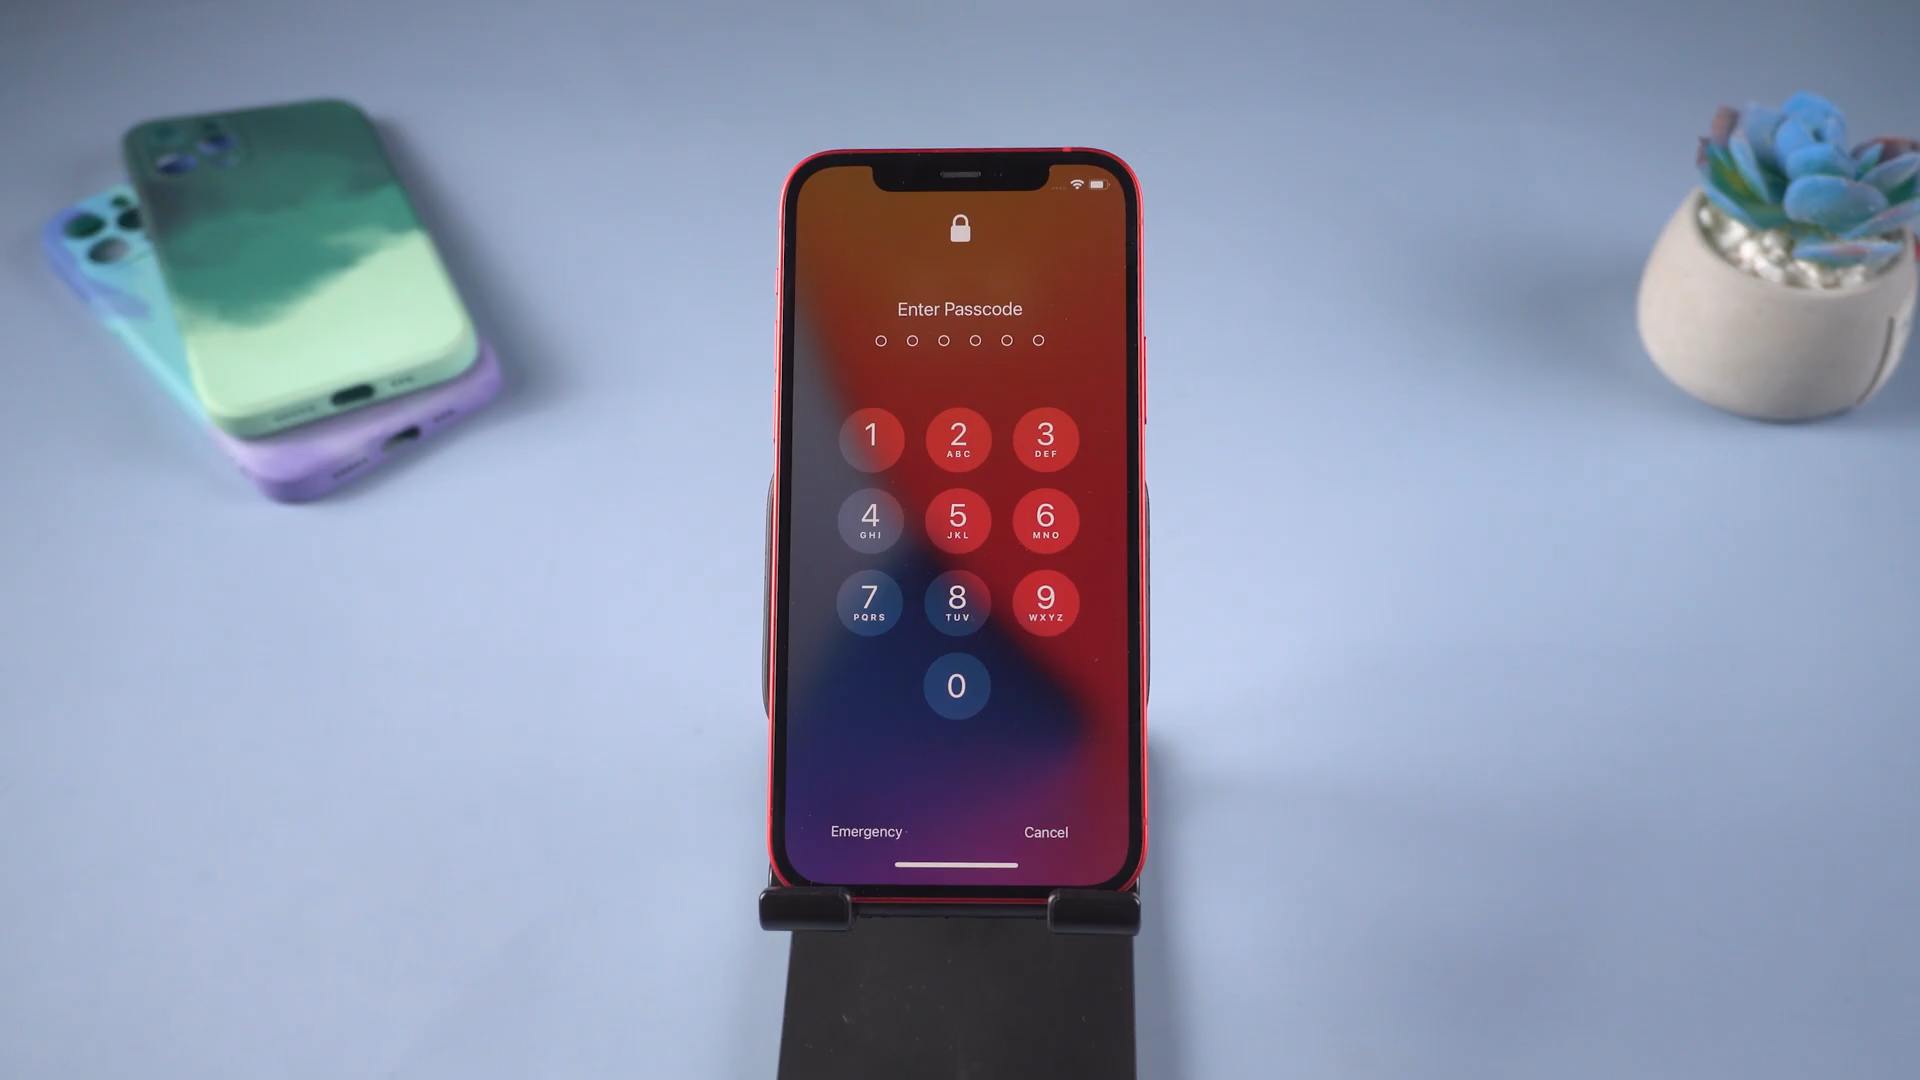 Enter Passcode
1 2 3
ABC DEF
4 5 6
GHI JKL MNO
7 8 9
PQRS TUV WXYZ
0
Emergency Cancel